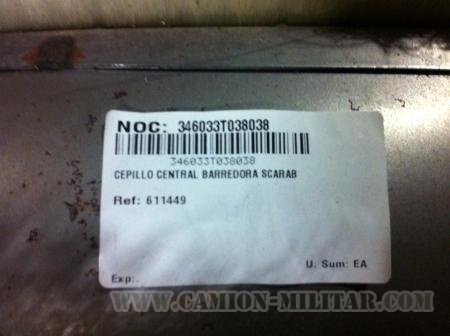 NOC: 346033T038038
346033T038038
CEPILLO CENTRAL BARREDORA SCARAB
Ref: 611449
U. Sum: EA
Exp:.
WWW.CAMION-MILITAR.COM